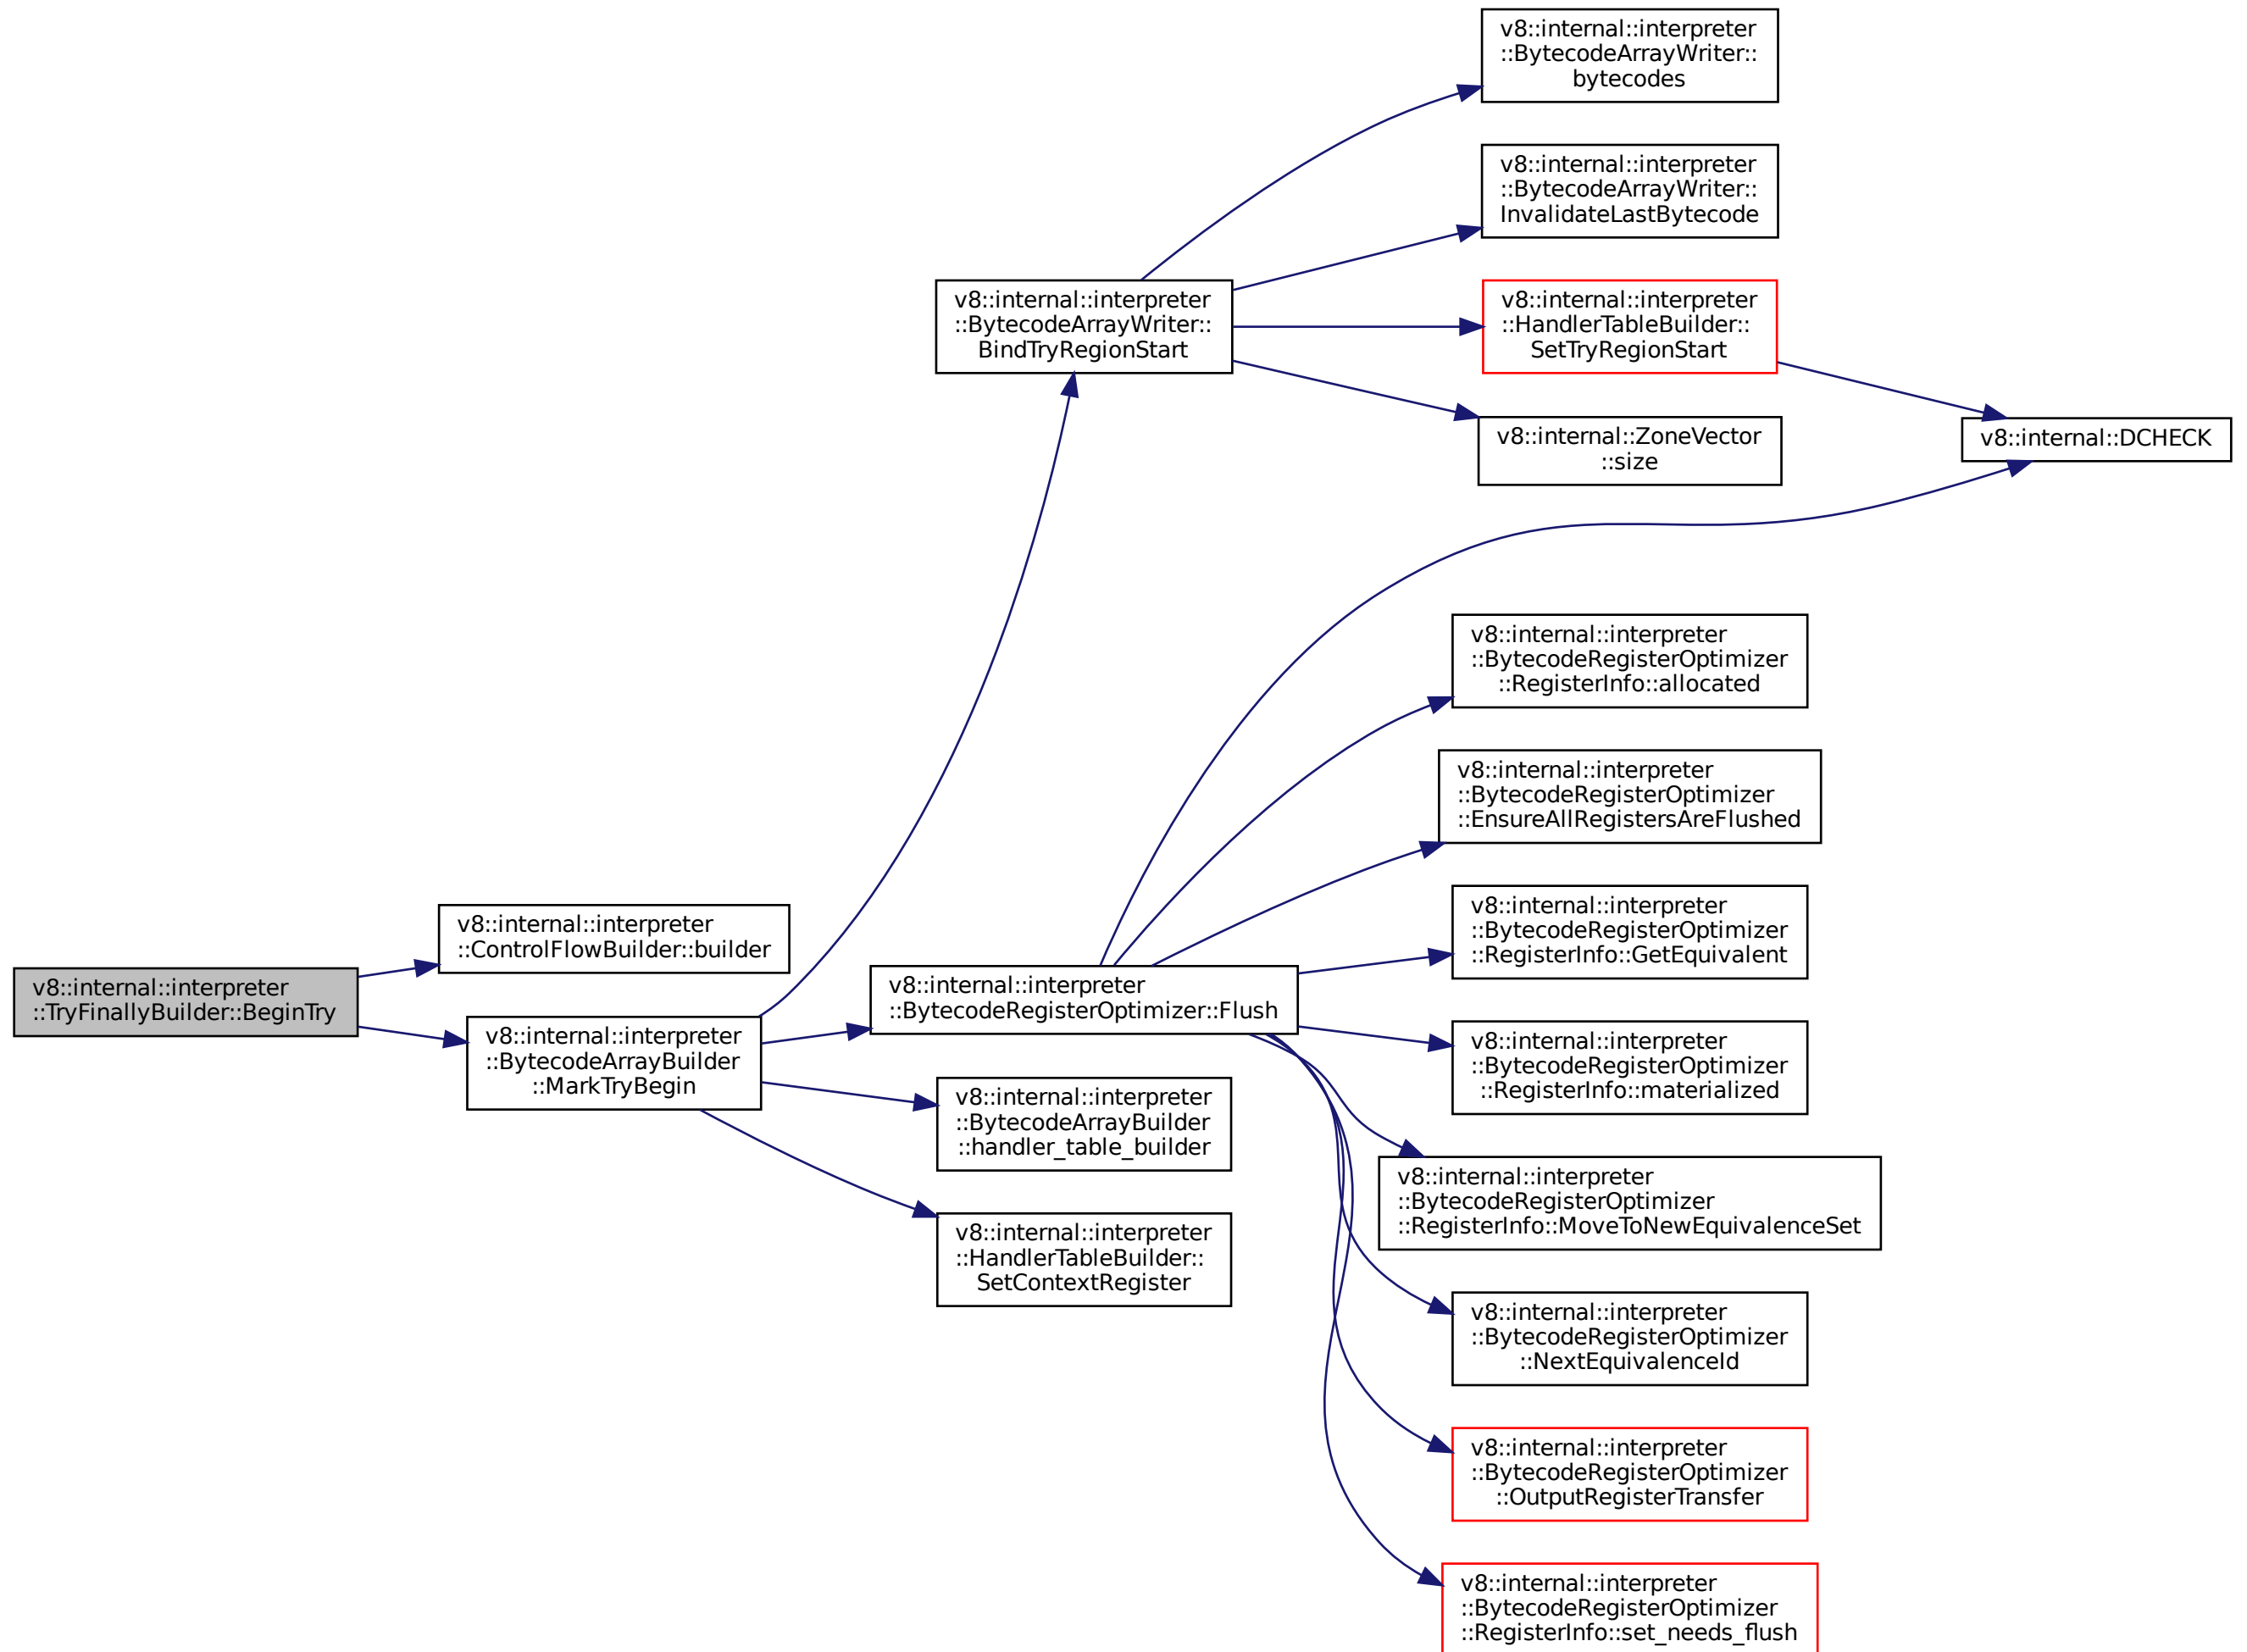 v8::internal::interpreter
::BytecodeArrayWriter::
bytecodes
v8::internal::interpreter
::BytecodeArrayWriter::
InvalidateLastBytecode
v8::internal::interpreter
::BytecodeArrayWriter::
BindTryRegionStart
v8::internal::interpreter
::HandlerTableBuilder::
SetTryRegionStart
v8::internal::ZoneVector
::size
v8::internal::DCHECK
v8::internal::interpreter
::BytecodeRegisterOptimizer
::RegisterInfo::allocated
v8::internal::interpreter
::BytecodeRegisterOptimizer
::EnsureAllRegistersAreFlushed
v8::internal::interpreter
::ControlFlowBuilder::builder
v8::internal::interpreter
::BytecodeRegisterOptimizer
::RegisterInfo::GetEquivalent
v8::internal::interpreter
::TryFinallyBuilder::BeginTry
v8::internal::interpreter
::BytecodeRegisterOptimizer::Flush
v8::internal::interpreter
::BytecodeArrayBuilder
::MarkTryBegin
v8::internal::interpreter
::BytecodeRegisterOptimizer
::RegisterInfo::materialized
v8::internal::interpreter
::BytecodeArrayBuilder
::handler_table_builder
v8::internal::interpreter
::BytecodeRegisterOptimizer
::RegisterInfo::MoveToNewEquivalenceSet
v8::internal::interpreter
::HandlerTableBuilder::
SetContextRegister
v8::internal::interpreter
::BytecodeRegisterOptimizer
::NextEquivalenceId
v8::internal::interpreter
::BytecodeRegisterOptimizer
::OutputRegisterTransfer
v8::internal::interpreter
::BytecodeRegisterOptimizer
::RegisterInfo::set_needs_flush